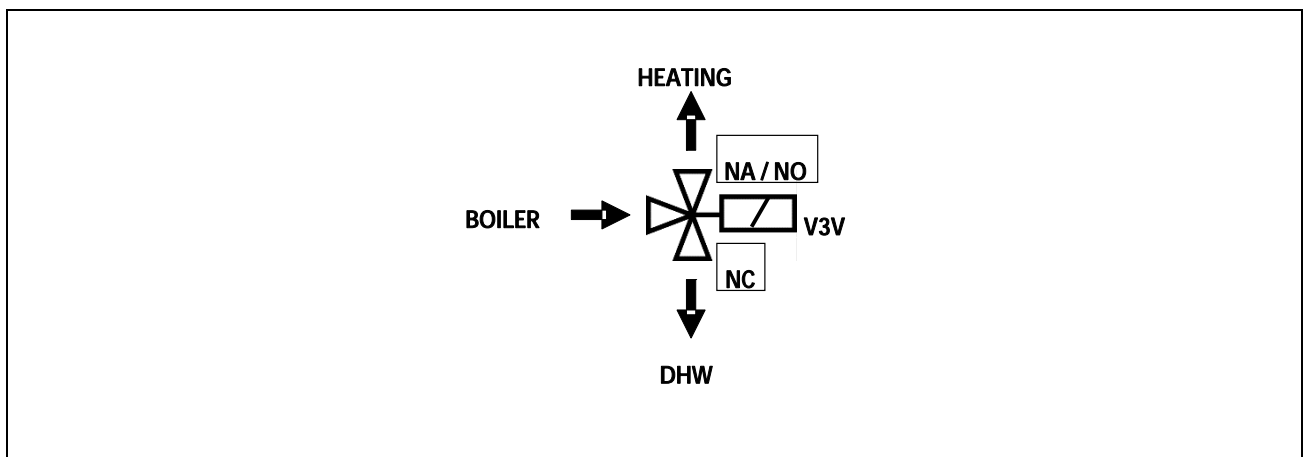 HEATING
NA / NO
BOILER
V3V
NC
DHW